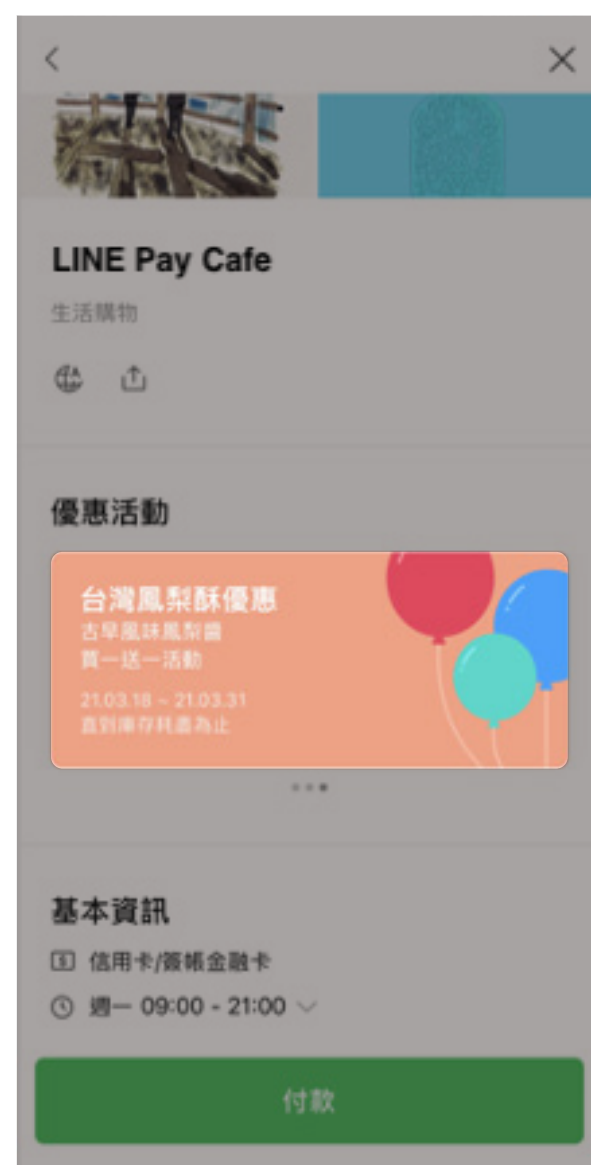 LINE Pay Cafe
生活購物
優惠活動
台灣鳳梨酥優惠
古早風味鳳梨醬
買一送一活動
21.03.18 ~ 21.03.31
直到庫存耗盡為止
基本資訊
信用卡/簽帳金融卡
週一 09:00 - 21:00
付款